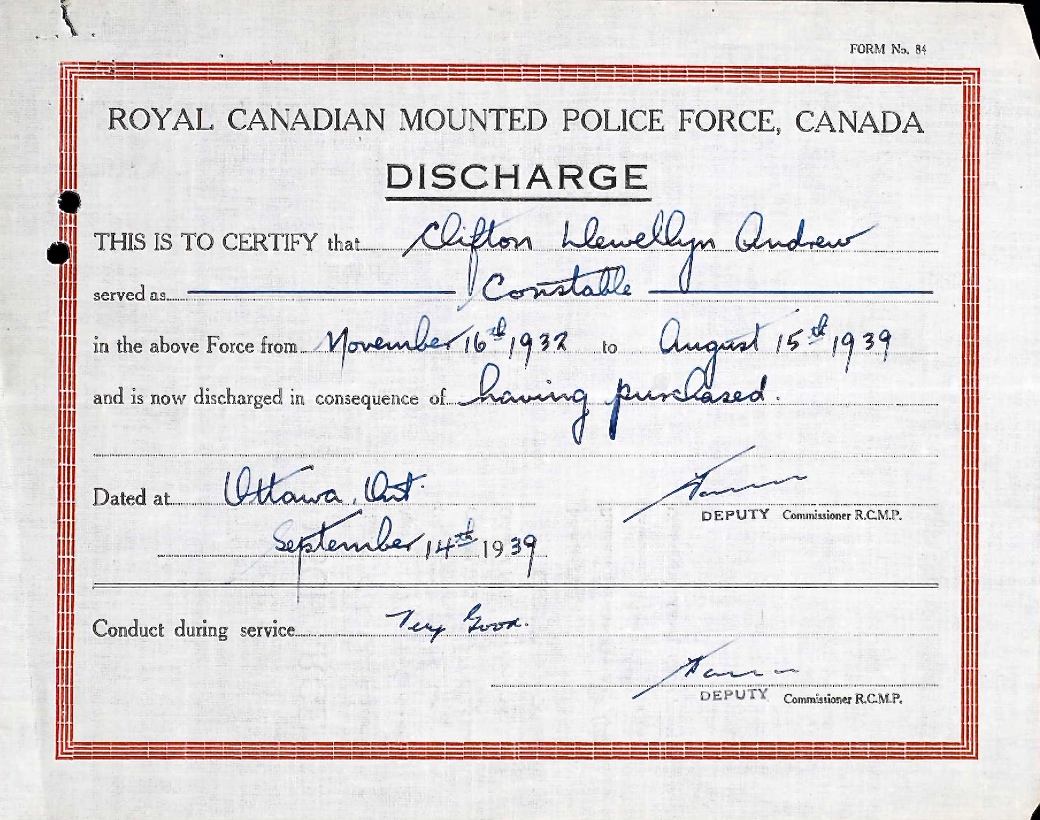 FORM No. 84
ROYAL CANADIAN MOUNTED POLICE FORCE, CANADA
DISCHARGE
THIS IS TO CERTIFY that Clifton Llewellyn Andrew
served as Constable
in the above Force from November 16th 1932 to August 15th 1939
and is now discharged in consequence of having purchased.
Dated at Ottawa, Ont.
DEPUTY Commissioner R.C.M.P.
September 14th 1939
Conduct during service Very Good.
DEPUTY Commissioner R.C.M.P.